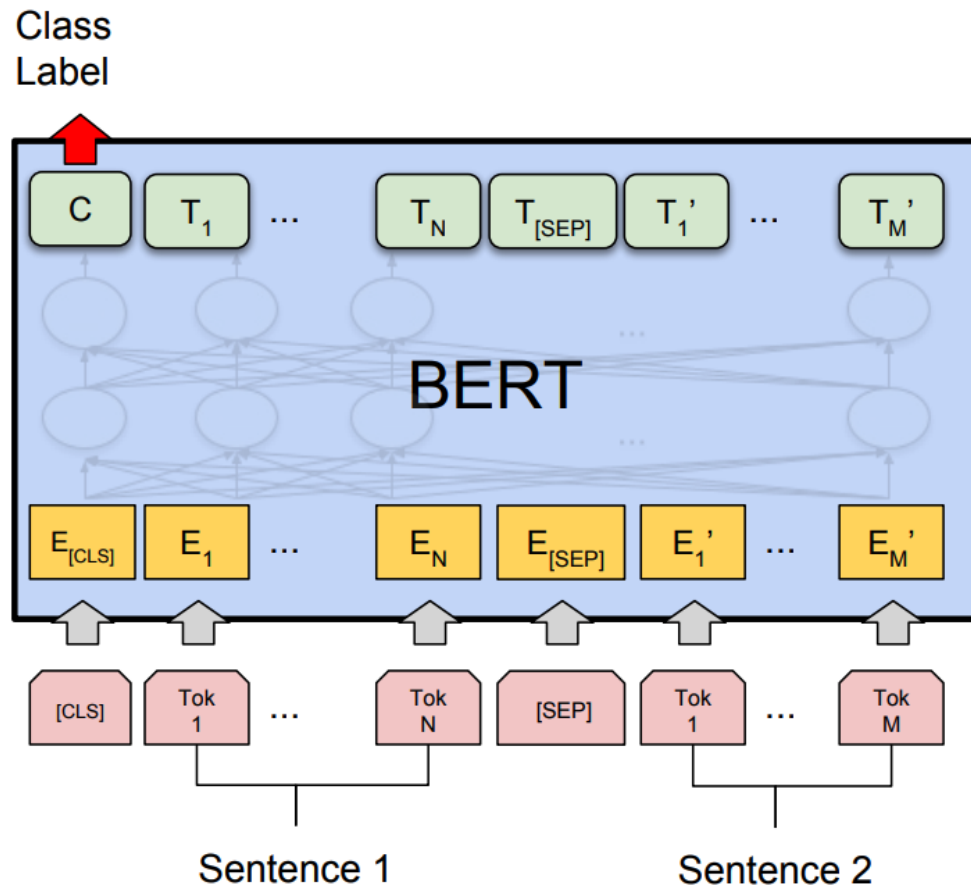 Class
Label
C T1 ... TN T[SEP] T1' ... TM'
...
BERT
...
E[CLS] E1 ... EN E[SEP] E1' ... EM'
[CLS] Tok 1 ... Tok N [SEP] Tok 1 ... Tok M
Sentence 1 Sentence 2